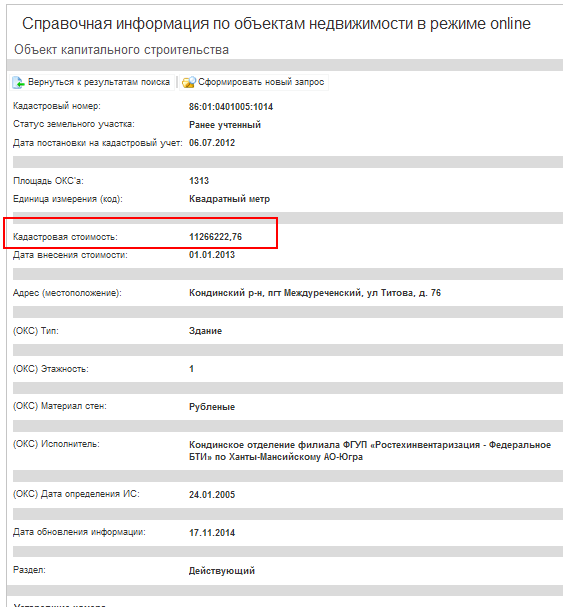 Справочная информация по объектам недвижимости в режиме online
Объект капитального строительства
Вернуться к результатам поиска | Сформировать новый запрос
Кадастровый номер: 86:01:0401005:1014
Статус земельного участка: Ранее учтенный
Дата постановки на кадастровый учет: 06.07.2012
Площадь ОКС'a: 1313
Единица измерения (код): Квадратный метр
Кадастровая стоимость: 11266222,76
Дата внесения стоимости: 01.01.2013
Адрес (местоположение): Кондинский р-н, пгт Междуреченский, ул Титова, д. 76
(ОКС) Тип: Здание
(ОКС) Этажность: 1
(ОКС) Материал стен: Рубленые
(ОКС) Исполнитель: Кондинское отделение филиала ФГУП «Ростехинвентаризация - Федеральное
БТИ» по Ханты-Мансийскому АО-Югра
(ОКС) Дата определения ИС: 24.01.2005
Дата обновления информации: 17.11.2014
Раздел: Действующий